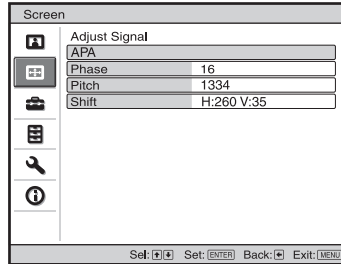 Screen
Adjust Signal
APA
Phase 16
Pitch 1334
Shift H:260 V:35
Sel: Set: ENTER Back: Exit: MENU